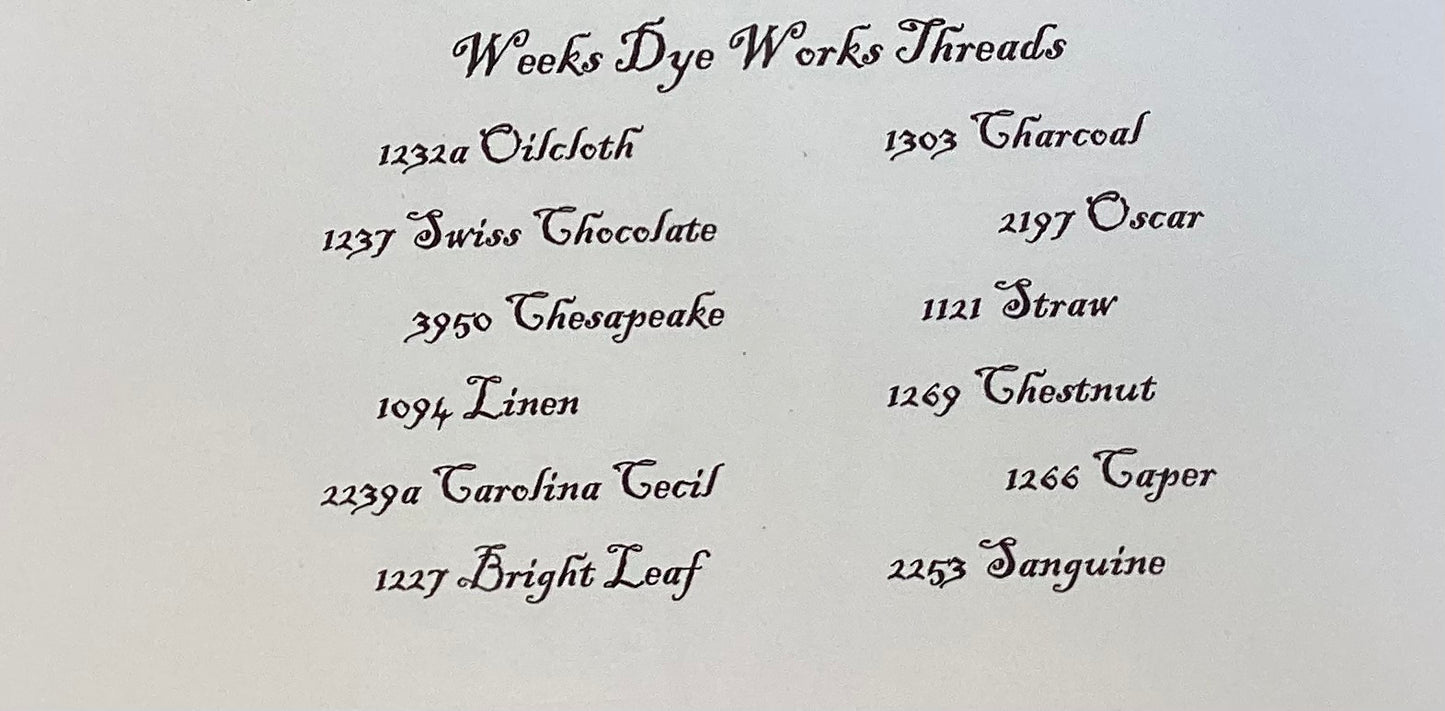 Weeks Dye Works Threads
1232a Oilcloth
1237 Swiss Chocolate
3950 Chesapeake
1094 Linen
2239a Carolina Cecil
1227 Bright Leaf
1303 Charcoal
2197 Oscar
1121 Straw
1269 Chestnut
1266 Caper
2253 Sanguine